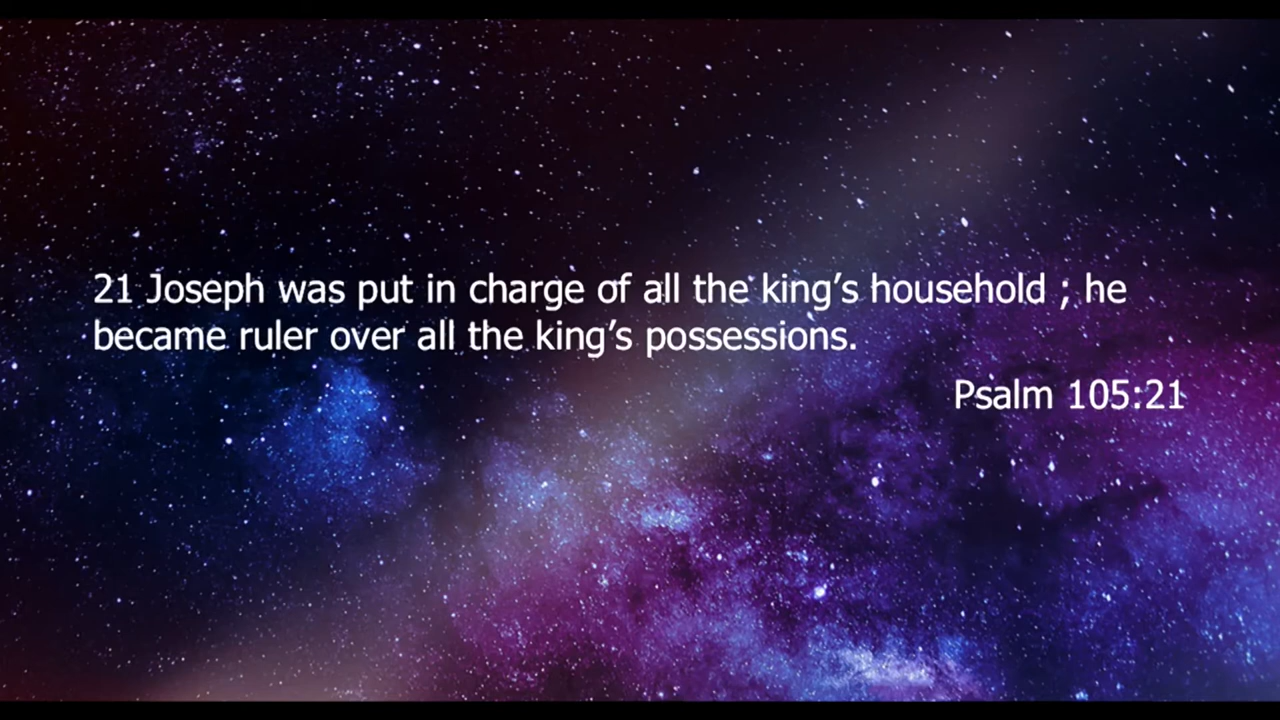 21 Joseph was put in charge of all the king’s household ; he
became ruler over all the king’s possessions.
Psalm 105:21